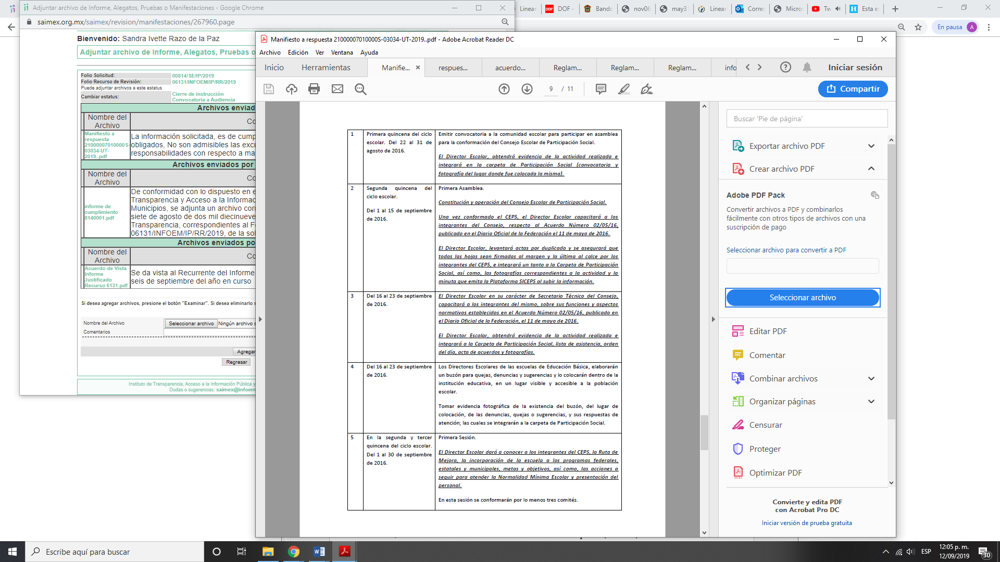 Adjuntar archivo de Informe, Alegatos, Pruebas o Manifestaciones - Google Chrome
Linear
DOF -
Bando
nov06
may31
Linear
Correo
Micros
Tw
Esta e
saimex.org.mx/saimex/revision/manifestaciones/267960.page
En pausa
A
Bienvenido: Sandra Ivette Razo de la Paz
Adjuntar archivo de Informe, Alegatos, Pruebas o
Folio Solicitud: 00814/SE/IP/2019
Folio Recurso de Revisión: 06131/INFOEM/IP/RR/2019
Puede adjuntar archivos a este estatus
Cambiar estatus: Cierre de instrucción
Convocatoria a Audiencia
Archivos enviad
Nombre del
Archivo
Co
Manifiesto a
respuesta
21000007010000S-
03034-UT-
2019..pdf
La información solicitada, es de cump
obligados, No son admisibles las excu
responsabilidades con respecto a ma
Archivos enviados por
Nombre del
Archivo
Co
informe de
cumplimiento
8140001.pdf
De conformidad con lo dispuesto en e
Transparencia y Acceso a la Informac
Municipios, se adjunta un archivo corr
siete de agosto de dos mil diecinueve
Transparencia, correspondientes al Fo
06131/INFOEM/IP/RR/2019, de la sol
Archivos enviados po
Nombre del
Archivo
Co
Acuerdo de Vista
Informe
Justificado
Recurso 6131.pdf
Se da vista al Recurrente del Informe
seis de septiembre del año en curso
Si desea agregar archivos, presione el botón "Examinar". Si desea eliminarlo s
Nombre del Archivo
Seleccionar archivo Ningún archivo s
Comentarios
Agregar
Regresar
Instituto de Transparencia, Acceso a la Información Pública y
Dudas o sugerencias: saimex@infoem
Manifiesto a respuesta 21000007010000S-03034-UT-2019..pdf - Adobe Acrobat Reader DC
Archivo Edición Ver Ventana Ayuda
Inicio Herramientas Manifie... respues... acuerdo... Reglam... Reglam... Reglam... info
Iniciar sesión
9 / 11
Compartir
1
Primera quincena del ciclo
escolar. Del 22 al 31 de
agosto de 2016.
Emitir convocatoria a la comunidad escolar para participar en asamblea
para la conformación del Consejo Escolar de Participación Social.
El Director Escolar, obtendrá evidencia de la actividad realizada e
integrará en la carpeta de Participación Social (convocatoria y
fotografía del lugar donde fue colocada la misma).
2
Segunda quincena del
ciclo escolar.
Del 1 al 15 de septiembre
de 2016.
Primera Asamblea.
Constitución y operación del Consejo Escolar de Participación Social.
Una vez conformado el CEPS, el Director Escolar capacitará a los
integrantes del Consejo, respecto al Acuerdo Número 02/05/16,
publicado en el Diario Oficial de la Federación el 11 de mayo de 2016.
El Director Escolar, levantará actas por duplicado y se asegurará que
todas las hojas sean firmadas al margen y la última al calce por los
integrantes del CEPS, e integrará un tanto a la Carpeta de Participación
Social, así como, las fotografías correspondientes a la actividad y la
minuta que emita la Plataforma SICEPS al subir la información.
3
Del 16 al 23 de septiembre
de 2016.
El Director Escolar en su carácter de Secretario Técnico del Consejo,
capacitará a los integrantes del mismo, sobre sus funciones y aspectos
normativos establecidos en el Acuerdo Número 02/05/16, publicado en
el Diario Oficial de la Federación, el 11 de mayo de 2016.
El Director Escolar, obtendrá evidencia de la actividad realizada e
integrará a la Carpeta de Participación Social, lista de asistencia, orden
del día, acta de acuerdos y fotografías.
4
Del 16 al 23 de septiembre
de 2016.
Los Directores Escolares de las escuelas de Educación Básica, elaborarán
un buzón para quejas, denuncias y sugerencias y lo colocarán dentro de la
institución educativa, en un lugar visible y accesible a la población
escolar.
Tomar evidencia fotográfica de la existencia del buzón, del lugar de
colocación, de las denuncias, quejas o sugerencias, y sus respuestas de
atención; las cuales se integrarán a la carpeta de Participación Social.
5
En la segunda y tercer
quincena del ciclo escolar.
Del 1 al 30 de septiembre
de 2016.
Primera Sesión.
El Director Escolar dará a conocer a los integrantes del CEPS, la Ruta de
Mejora, la incorporación de la escuela a los programas federales,
estatales y municipales, metas y objetivos, así como, las acciones a
seguir para atender la Normalidad Mínima Escolar y presentación del
personal.
En esta sesión se conformarán por lo menos tres comités.
Buscar 'Pie de página'
Exportar archivo PDF
Crear archivo PDF
Adobe PDF Pack
Convertir archivos a PDF y combinarlos
fácilmente con otros tipos de archivos con una
suscripción de pago
Seleccionar archivo para convertir a PDF
Seleccionar archivo
Editar PDF
Comentar
Combinar archivos
Organizar páginas
Censurar
Proteger
Optimizar PDF
Convierte y edita PDF
con Acrobat Pro DC
Iniciar versión de prueba gratuita
Escribe aquí para buscar
ESP
12:05 p. m.
12/09/2019
30